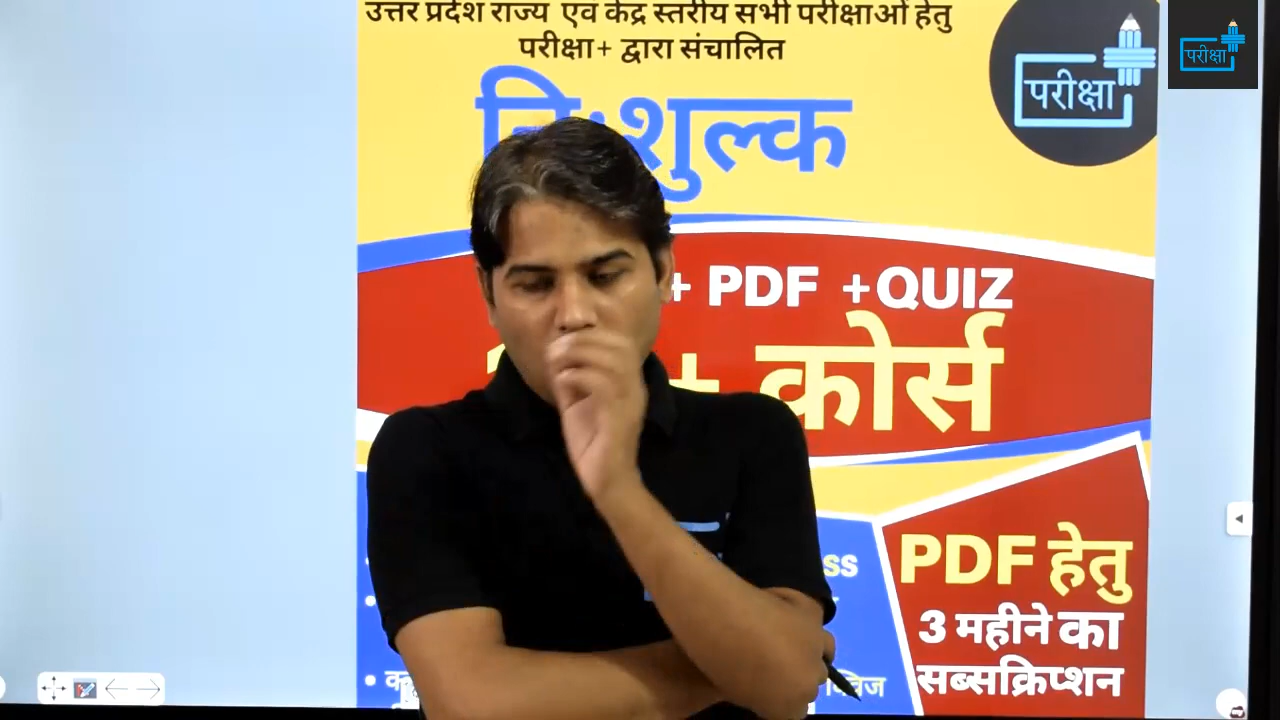 उत्तर प्रदेश राज्य एवं केंद्र स्तरीय सभी परीक्षाओं हेतु
परीक्षा+ द्वारा संचालित
परीक्षा
परीक्षा
निःशुल्क
+ PDF +QUIZ
+ कोर्स
PDF हेतु
3 महीने का
सब्सक्रिप्शन